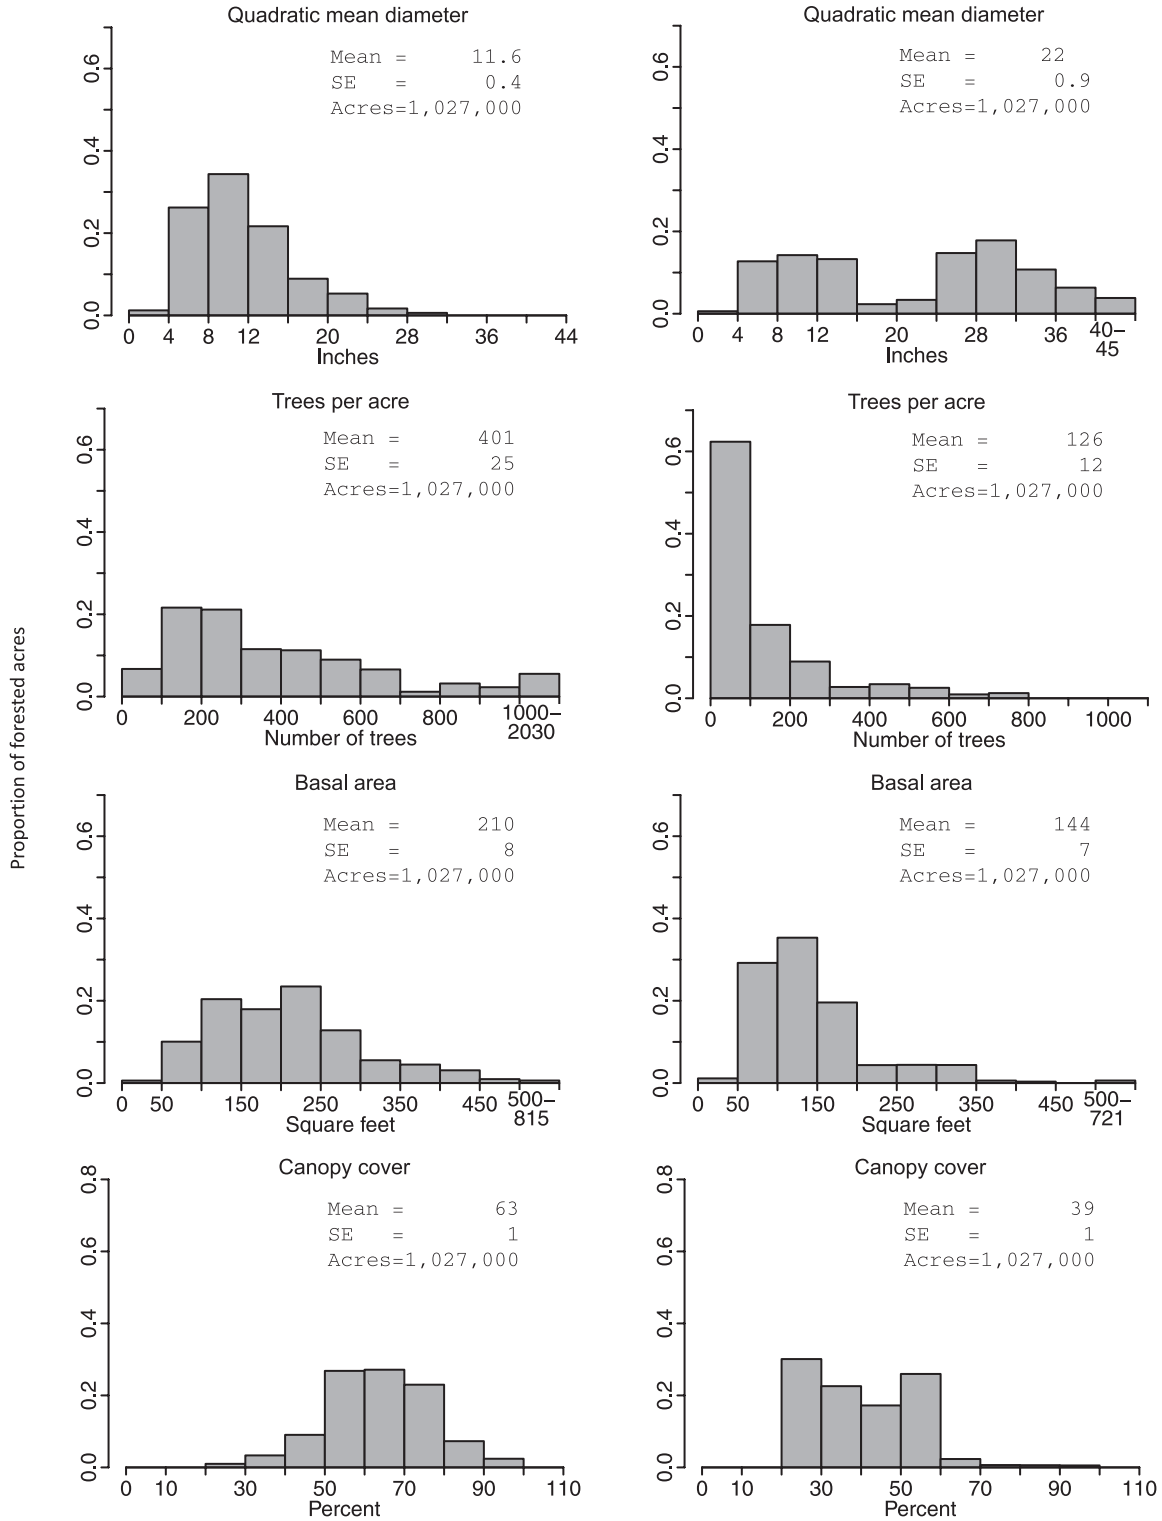 Proportion of forested acres
Quadratic mean diameter
Mean = 11.6
SE = 0.4
Acres=1,027,000
0.0 0.2 0.4 0.6
0 4 8 12 20 28 36 44
Inches
Quadratic mean diameter
Mean = 22
SE = 0.9
Acres=1,027,000
0.0 0.2 0.4 0.6
0 4 8 12 20 28 36 40–
45
Inches
Trees per acre
Mean = 401
SE = 25
Acres=1,027,000
0.0 0.2 0.4 0.6
0 200 400 600 800 1000–
2030
Number of trees
Trees per acre
Mean = 126
SE = 12
Acres=1,027,000
0.0 0.2 0.4 0.6
0 200 400 600 800 1000
Number of trees
Basal area
Mean = 210
SE = 8
Acres=1,027,000
0.0 0.2 0.4 0.6
0 50 150 250 350 450 500–
815
Square feet
Basal area
Mean = 144
SE = 7
Acres=1,027,000
0.0 0.2 0.4 0.6
0 50 150 250 350 450 500–
721
Square feet
Canopy cover
Mean = 63
SE = 1
Acres=1,027,000
0.0 0.2 0.4 0.6 0.8
0 10 30 50 70 90 110
Percent
Canopy cover
Mean = 39
SE = 1
Acres=1,027,000
0.0 0.2 0.4 0.6 0.8
0 10 30 50 70 90 110
Percent